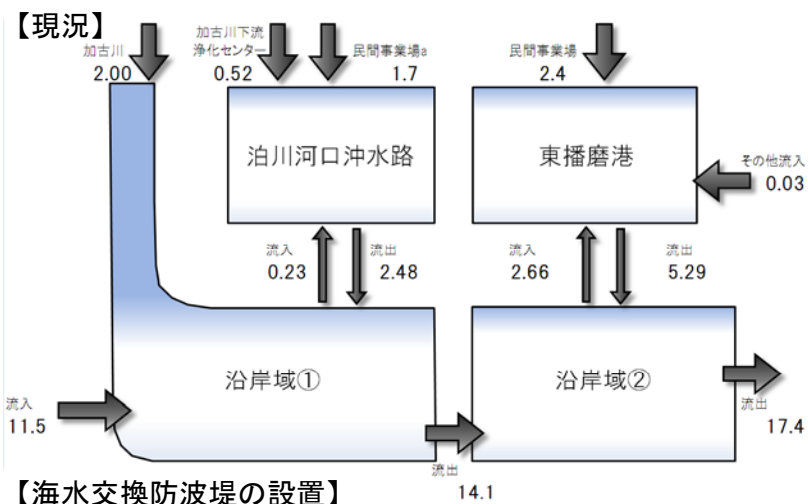 【現況】
加古川
2.00
加古川下流
浄化センター
0.52
民間事業場a
1.7
民間事業場
2.4
泊川河口沖水路
東播磨港
その他流入
0.03
流入
0.23
流出
2.48
流入
2.66
流出
5.29
沿岸域①
沿岸域②
流入
11.5
流出
14.1
流出
17.4
【海水交換防波堤の設置】